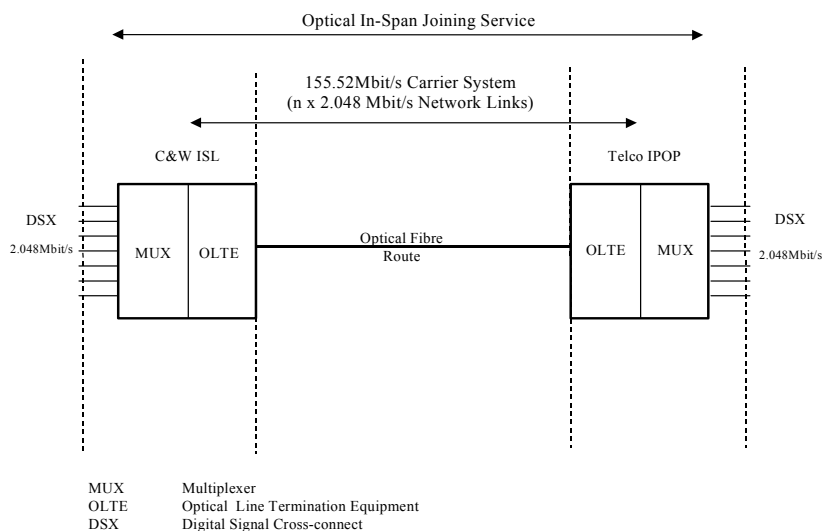 Optical In-Span Joining Service
155.52Mbit/s Carrier System
(n x 2.048 Mbit/s Network Links)
C&W ISL
Telco IPOP
DSX
2.048Mbit/s
MUX
OLTE
Optical Fibre
Route
OLTE
MUX
DSX
2.048Mbit/s
MUX Multiplexer
OLTE Optical Line Termination Equipment
DSX Digital Signal Cross-connect